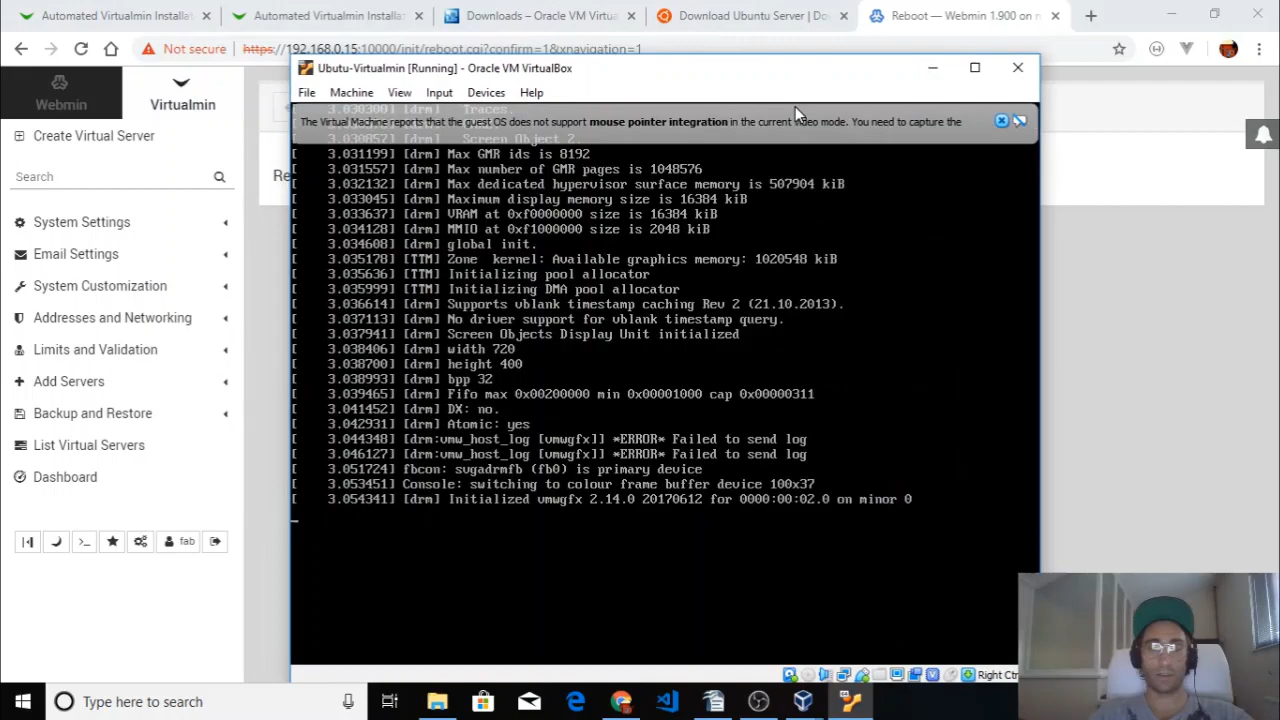 Automated Virtualmin Installa
Automated Virtualmin Installa
Downloads – Oracle VM Virtua
Download Ubuntu Server | Do
Reboot — Webmin 1.900 on n
Not secure
https://192.168.0.15:10000/init/reboot.cgi?confirm=1&xnavigation=1
Webmin
Virtualmin
Create Virtual Server
Search
System Settings
Email Settings
System Customization
Addresses and Networking
Limits and Validation
Add Servers
Backup and Restore
List Virtual Servers
Dashboard
fab
Re
Ubutu-Virtualmin [Running] - Oracle VM VirtualBox
File Machine View Input Devices Help
3.030300] [drm] Traces.
The Virtual Machine reports that the guest OS does not support mouse pointer integration in the current video mode. You need to capture the
3.030857] Screen Object 2.
[ 3.031199] [drm] Max GMR ids is 8192
[ 3.031557] [drm] Max number of GMR pages is 1048576
[ 3.032132] [drm] Max dedicated hypervisor surface memory is 507904 kiB
[ 3.033045] [drm] Maximum display memory size is 16384 kiB
[ 3.033637] [drm] VRAM at 0xf0000000 size is 16384 kiB
[ 3.034128] [drm] MMIO at 0xf1000000 size is 2048 kiB
[ 3.034608] [drm] global init.
[ 3.035178] [TTM] Zone  kernel: Available graphics memory: 1020548 kiB
[ 3.035636] [TTM] Initializing pool allocator
[ 3.035999] [TTM] Initializing DMA pool allocator
[ 3.036614] [drm] Supports vblank timestamp caching Rev 2 (21.10.2013).
[ 3.037113] [drm] No driver support for vblank timestamp query.
[ 3.037941] [drm] Screen Objects Display Unit initialized
[ 3.038406] [drm] width 720
[ 3.038700] [drm] height 400
[ 3.038993] [drm] bpp 32
[ 3.039465] [drm] Fifo max 0x00200000 min 0x00001000 cap 0x00000311
[ 3.041452] [drm] DX: no.
[ 3.042931] [drm] Atomic: yes
[ 3.044348] [drm:vmw_host_log [vmwgfx]] *ERROR* Failed to send log
[ 3.046127] [drm:vmw_host_log [vmwgfx]] *ERROR* Failed to send log
[ 3.051724] fbcon: svgadrmfb (fb0) is primary device
[ 3.053451] Console: switching to colour frame buffer device 100x37
[ 3.054341] [drm] Initialized vmwgfx 2.14.0 20170612 for 0000:00:02.0 on minor 0
Right Ctr
Type here to search